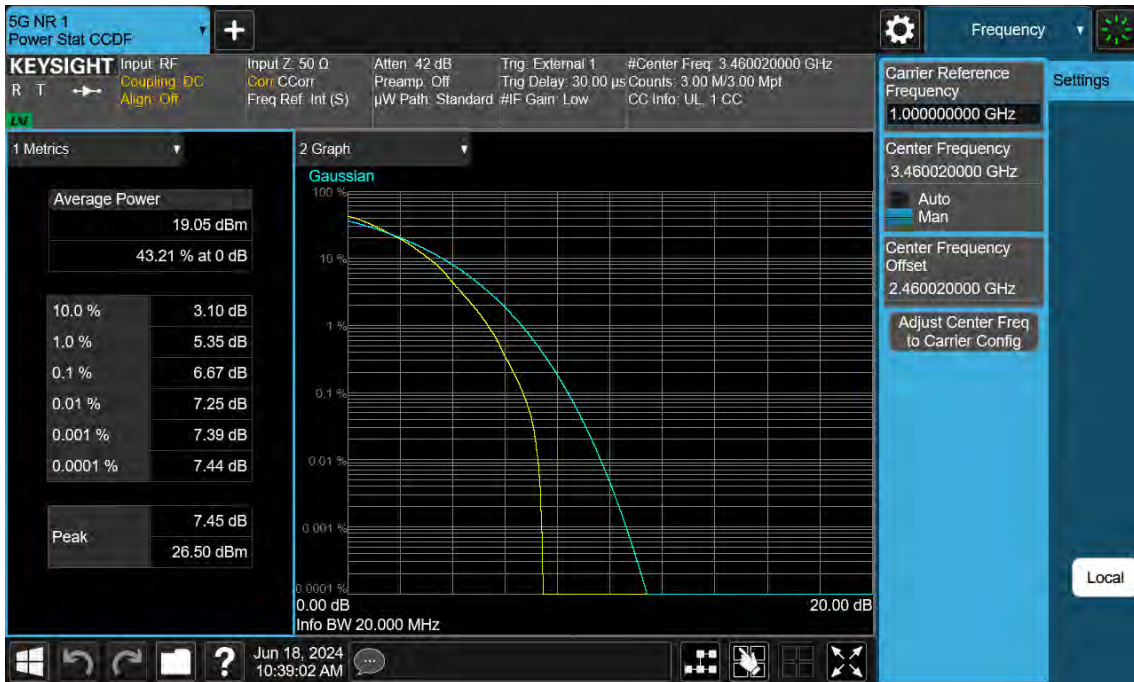 5G NR 1
Power Stat CCDF
Frequency
KEYSIGHT
R T
LNI
Input: RF
Coupling: DC
Align: Off
Input Z: 50 Ω
Corr CCorr
Freq Ref: Int (S)
Atten: 42 dB
Preamp: Off
µW Path: Standard
Trig: External 1
Trig Delay: 30.00 µs
#IF Gain: Low
#Center Freq: 3.460020000 GHz
Counts: 3.00 M/3.00 Mpt
CC Info: UL, 1 CC
1 Metrics
Average Power
19.05 dBm
43.21 % at 0 dB
10.0 % 3.10 dB
1.0 % 5.35 dB
0.1 % 6.67 dB
0.01 % 7.25 dB
0.001 % 7.39 dB
0.0001 % 7.44 dB
Peak
7.45 dB
26.50 dBm
2 Graph
Gaussian
100 %
10 %
1 %
0.1 %
0.01 %
0.001 %
0.0001 %
0.00 dB 20.00 dB
Info BW 20.000 MHz
Carrier Reference
Frequency
1.000000000 GHz
Center Frequency
3.460020000 GHz
Auto
Man
Center Frequency
Offset
2.460020000 GHz
Adjust Center Freq
to Carrier Config
Settings
Local
?
Jun 18, 2024
10:39:02 AM